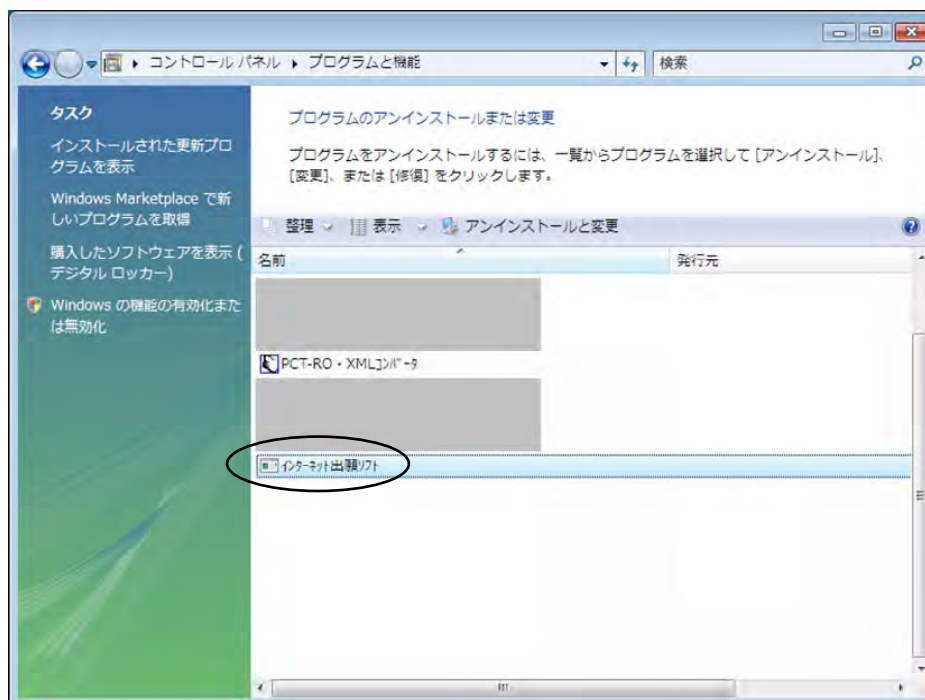 コントロール パネル ▸ プログラムと機能
検索
タスク
インストールされた更新プロ
グラムを表示
Windows Marketplace で新
しいプログラムを取得
購入したソフトウェアを表示 (
デジタル ロッカー)
Windows の機能の有効化また
は無効化
プログラムのアンインストールまたは変更
プログラムをアンインストールするには、一覧からプログラムを選択して [アンインストール]、
[変更]、または [修復] をクリックします。
整理 表示 アンインストールと変更
名前 発行元
PCT-RO・XMLｺﾝﾊﾞｰﾀ
ｲﾝﾀｰﾈｯﾄ出願ｿﾌﾄ